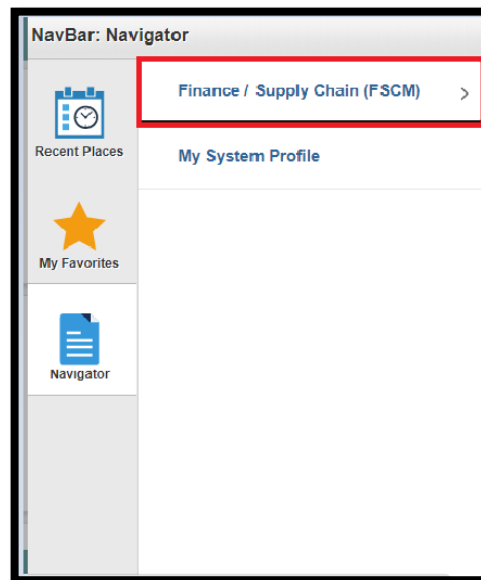 NavBar: Navigator
Recent Places
My Favorites
Navigator
Finance / Supply Chain (FSCM)
My System Profile